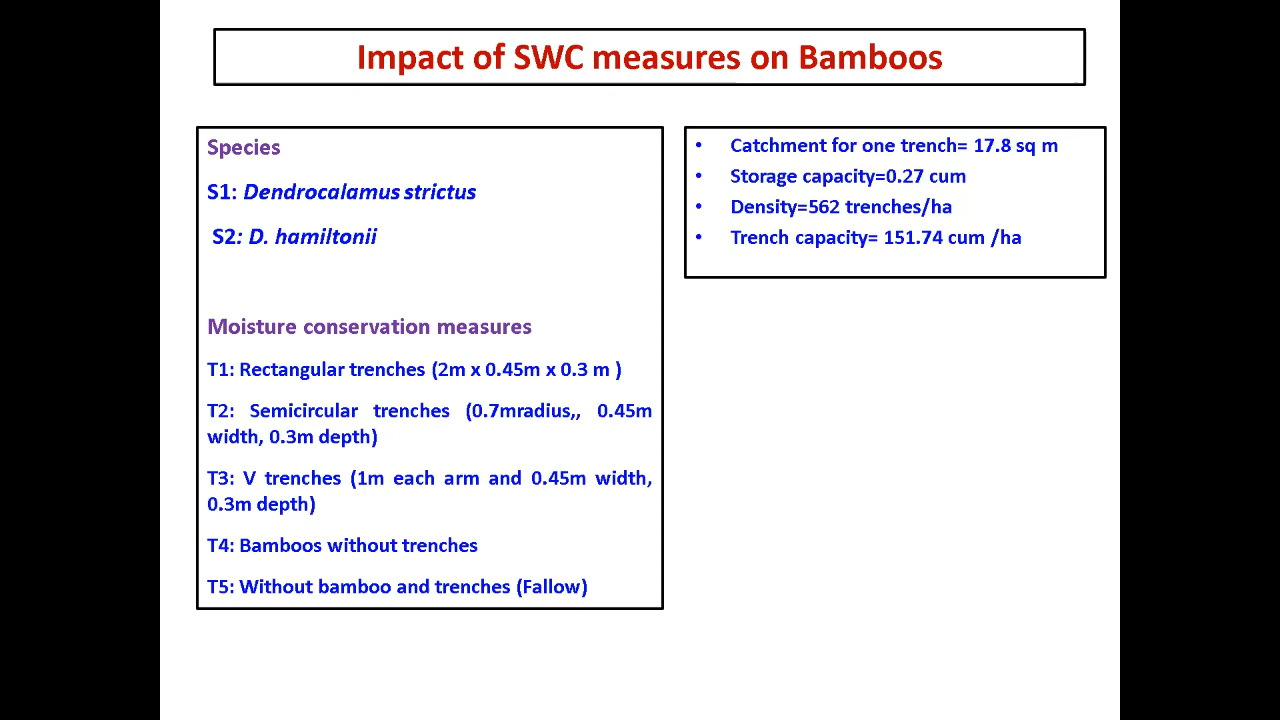 Impact of SWC measures on Bamboos
Species
S1: Dendrocalamus strictus
S2: D. hamiltonii
Moisture conservation measures
T1: Rectangular trenches (2m x 0.45m x 0.3 m )
T2: Semicircular trenches (0.7mradius,, 0.45m
width, 0.3m depth)
T3: V trenches (1m each arm and 0.45m width,
0.3m depth)
T4: Bamboos without trenches
T5: Without bamboo and trenches (Fallow)
• Catchment for one trench= 17.8 sq m
• Storage capacity=0.27 cum
• Density=562 trenches/ha
• Trench capacity= 151.74 cum /ha